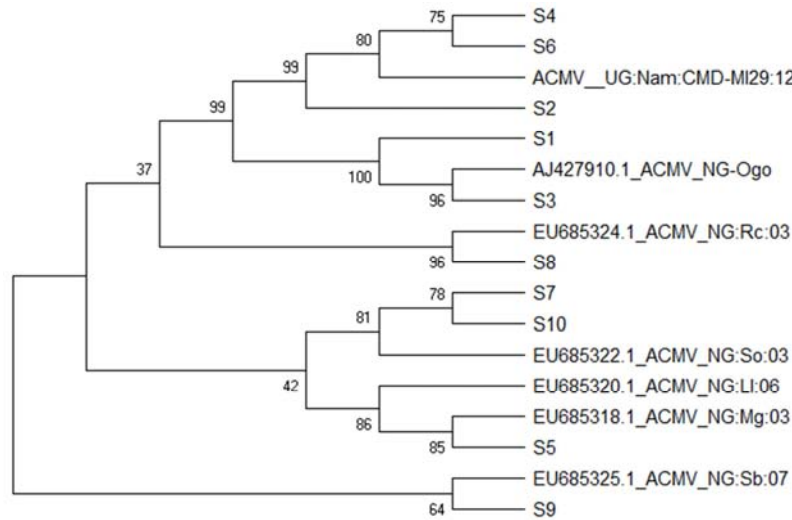 75
S4
S6
80
ACMV__UG:Nam:CMD-MI29:12
99
S2
99
S1
100
AJ427910.1_ACMV_NG-Ogo
96
S3
37
EU685324.1_ACMV_NG:Rc:03
96
S8
78
S7
S10
81
EU685322.1_ACMV_NG:So:03
42
EU685320.1_ACMV_NG:LI:06
86
EU685318.1_ACMV_NG:Mg:03
85
S5
EU685325.1_ACMV_NG:Sb:07
64
S9